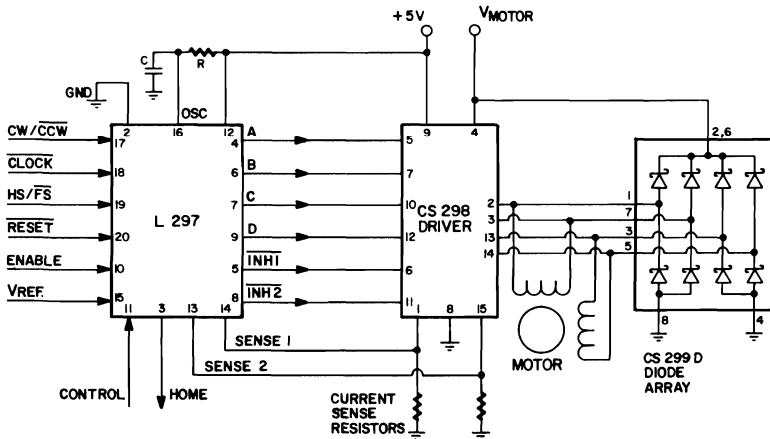 +5V
VMOTOR
C
R
GND
OSC
2
16
12
9
4
2,6
CW/CCW
17
4
A
5
CLOCK
18
6
B
7
HS/FS
19
L 297
7
C
10
CS 298
DRIVER
2
1
3
7
RESET
20
9
D
12
13
3
14
5
ENABLE
10
5
INH1
6
VREF.
15
8
INH2
11
11
3
13
14
1
8
15
8
4
SENSE 1
SENSE 2
MOTOR
CS 299 D
DIODE
ARRAY
CONTROL
HOME
CURRENT
SENSE
RESISTORS